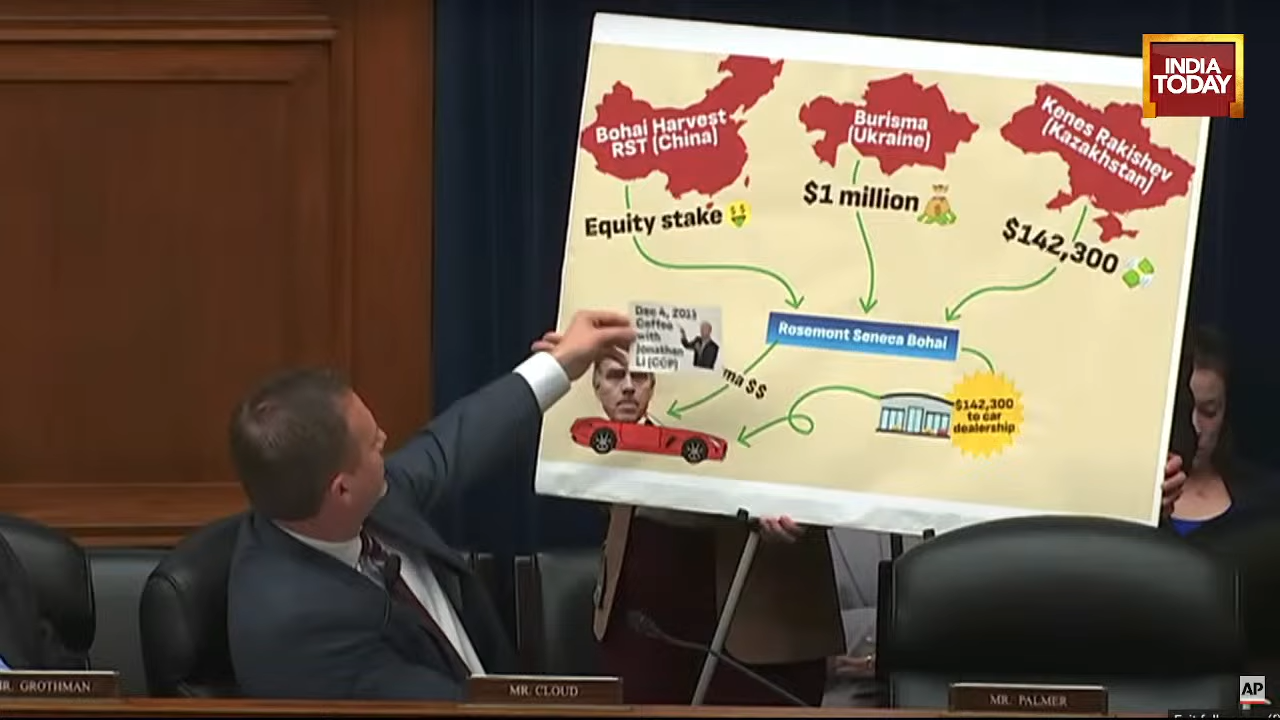 INDIA
TODAY
Bohai Harvest
RST (China)
Burisma
(Ukraine)
Kenes Rakishev
(Kazakhstan)
Equity stake
$1 million
$142,300
Dec 4, 2013
Coffee
with
Jonathan
Li (CCP)
Rosemont Seneca Bohai
ma $$
$142,300
to car
dealership
MR. GROTHMAN
MR. CLOUD
MR. PALMER
AP